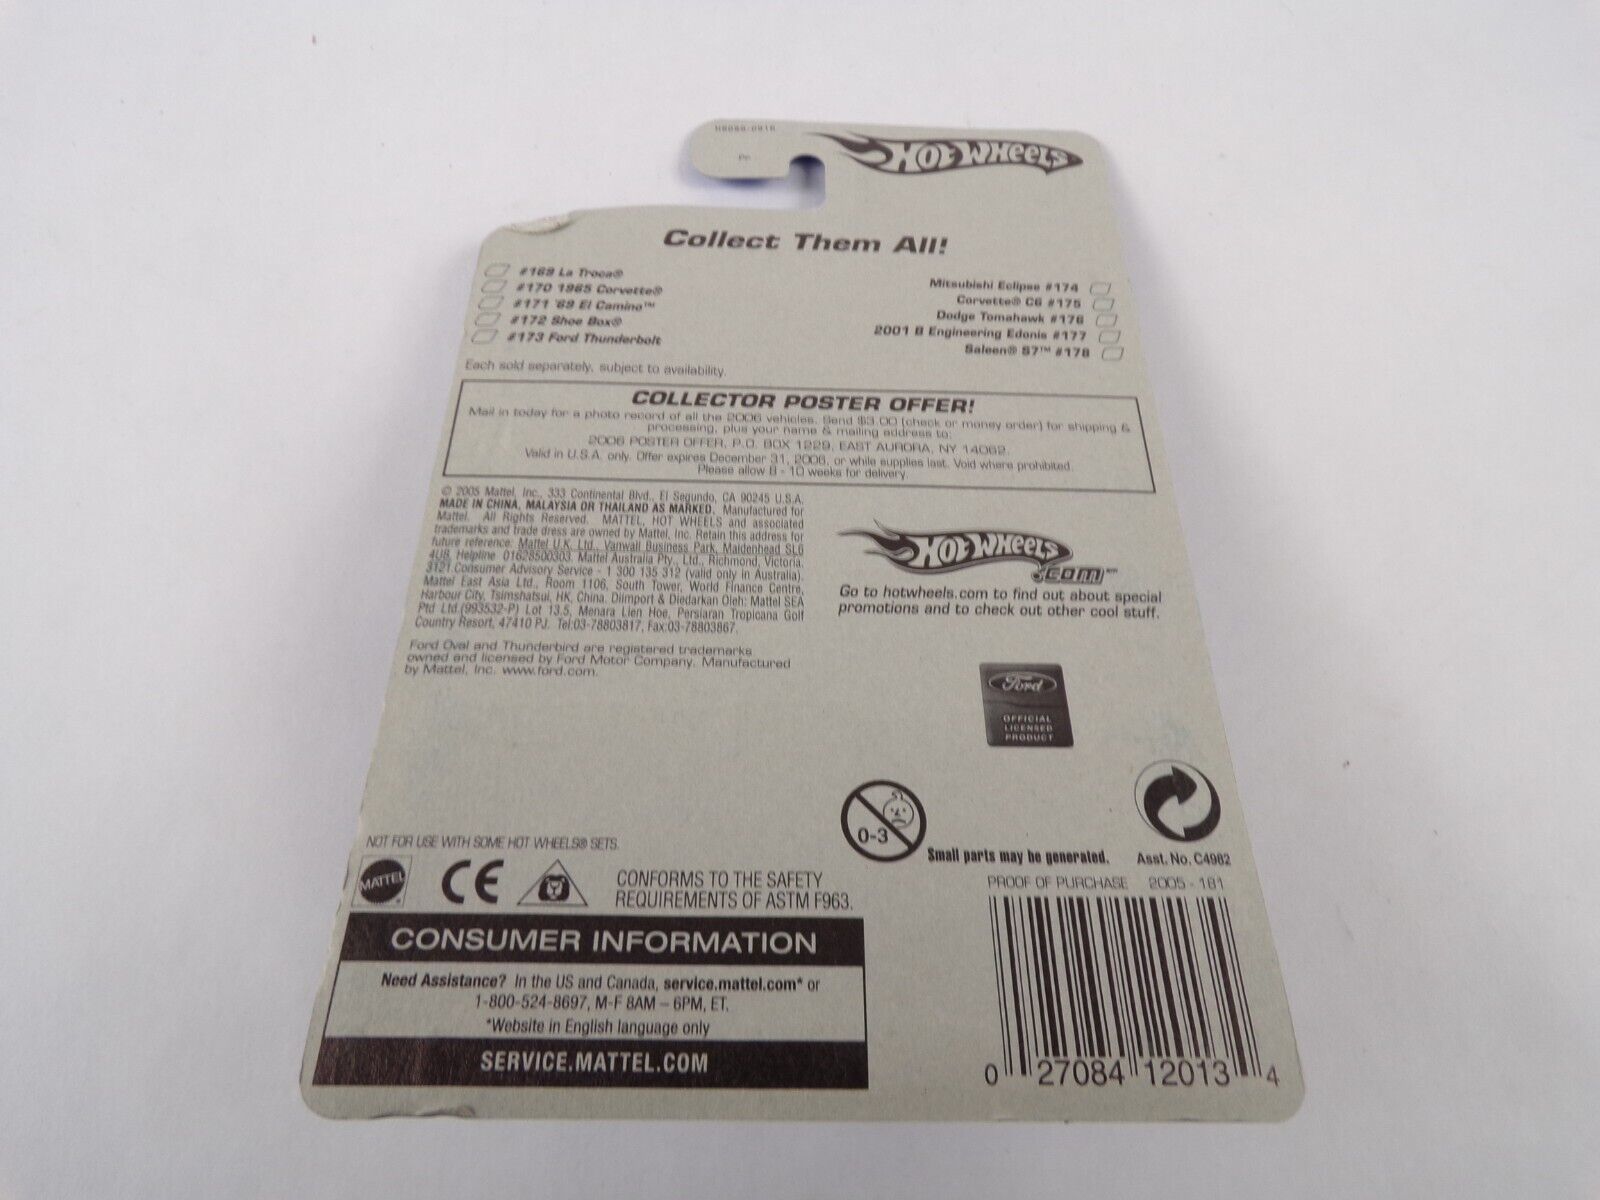 Pn
HOT WHEELS
Collect Them All!
#169 La Troca®
#170 1965 Corvette®
#171 '69 El Camino™
#172 Shoe Box®
#173 Ford Thunderbolt
Mitsubishi Eclipse #174
Corvette® C6 #175
Dodge Tomahawk #176
2001 B Engineering Edonis #177
Saleen® S7™ #178
Each sold separately, subject to availability.
COLLECTOR POSTER OFFER!
Mail in today for a photo record of all the 2006 vehicles. Send $3.00 (check or money order) for shipping &
processing, plus your name & mailing address to:
2006 POSTER OFFER, P.O. BOX 1229, EAST AURORA, NY 14052.
Valid in U.S.A. only. Offer expires December 31, 2006, or while supplies last. Void where prohibited.
Please allow 8 - 10 weeks for delivery.
© 2005 Mattel, Inc., 333 Continental Blvd., El Segundo, CA 90245 U.S.A.
MADE IN CHINA, MALAYSIA OR THAILAND AS MARKED. Manufactured for
Mattel. All Rights Reserved. MATTEL, HOT WHEELS and associated
trademarks and trade dress are owned by Mattel, Inc. Retain this address for
future reference: Mattel U.K. Ltd., Vanwall Business Park, Maidenhead SL6
4UB. Helpline 01628500303. Mattel Australia Pty., Ltd., Richmond, Victoria.
3121.Consumer Advisory Service - 1 300 135 312 (valid only in Australia).
Mattel East Asia Ltd., Room 1106, South Tower, World Finance Centre,
Harbour City, Tsimshatsui, HK, China. Diimport & Diedarkan Oleh: Mattel SEA
Ptd Ltd.(993532-P) Lot 13.5, Menara Lien Hoe, Persiaran Tropicana Golf
Country Resort, 47410 PJ. Tel:03-78803817, Fax:03-78803867.
Ford Oval and Thunderbird are registered trademarks
owned and licensed by Ford Motor Company. Manufactured
by Mattel, Inc. www.ford.com.
HOT WHEELS
.com™
Go to hotwheels.com to find out about special
promotions and to check out other cool stuff.
Ford
OFFICIAL
LICENSED
PRODUCT
0-3
Small parts may be generated.
Asst. No. C4982
NOT FOR USE WITH SOME HOT WHEELS® SETS.
MATTEL®
CE
CONFORMS TO THE SAFETY
REQUIREMENTS OF ASTM F963.
PROOF OF PURCHASE 2005 - 181
CONSUMER INFORMATION
Need Assistance? In the US and Canada, service.mattel.com* or
1-800-524-8697, M-F 8AM – 6PM, ET.
*Website in English language only
SERVICE.MATTEL.COM
0 27084 12013 4